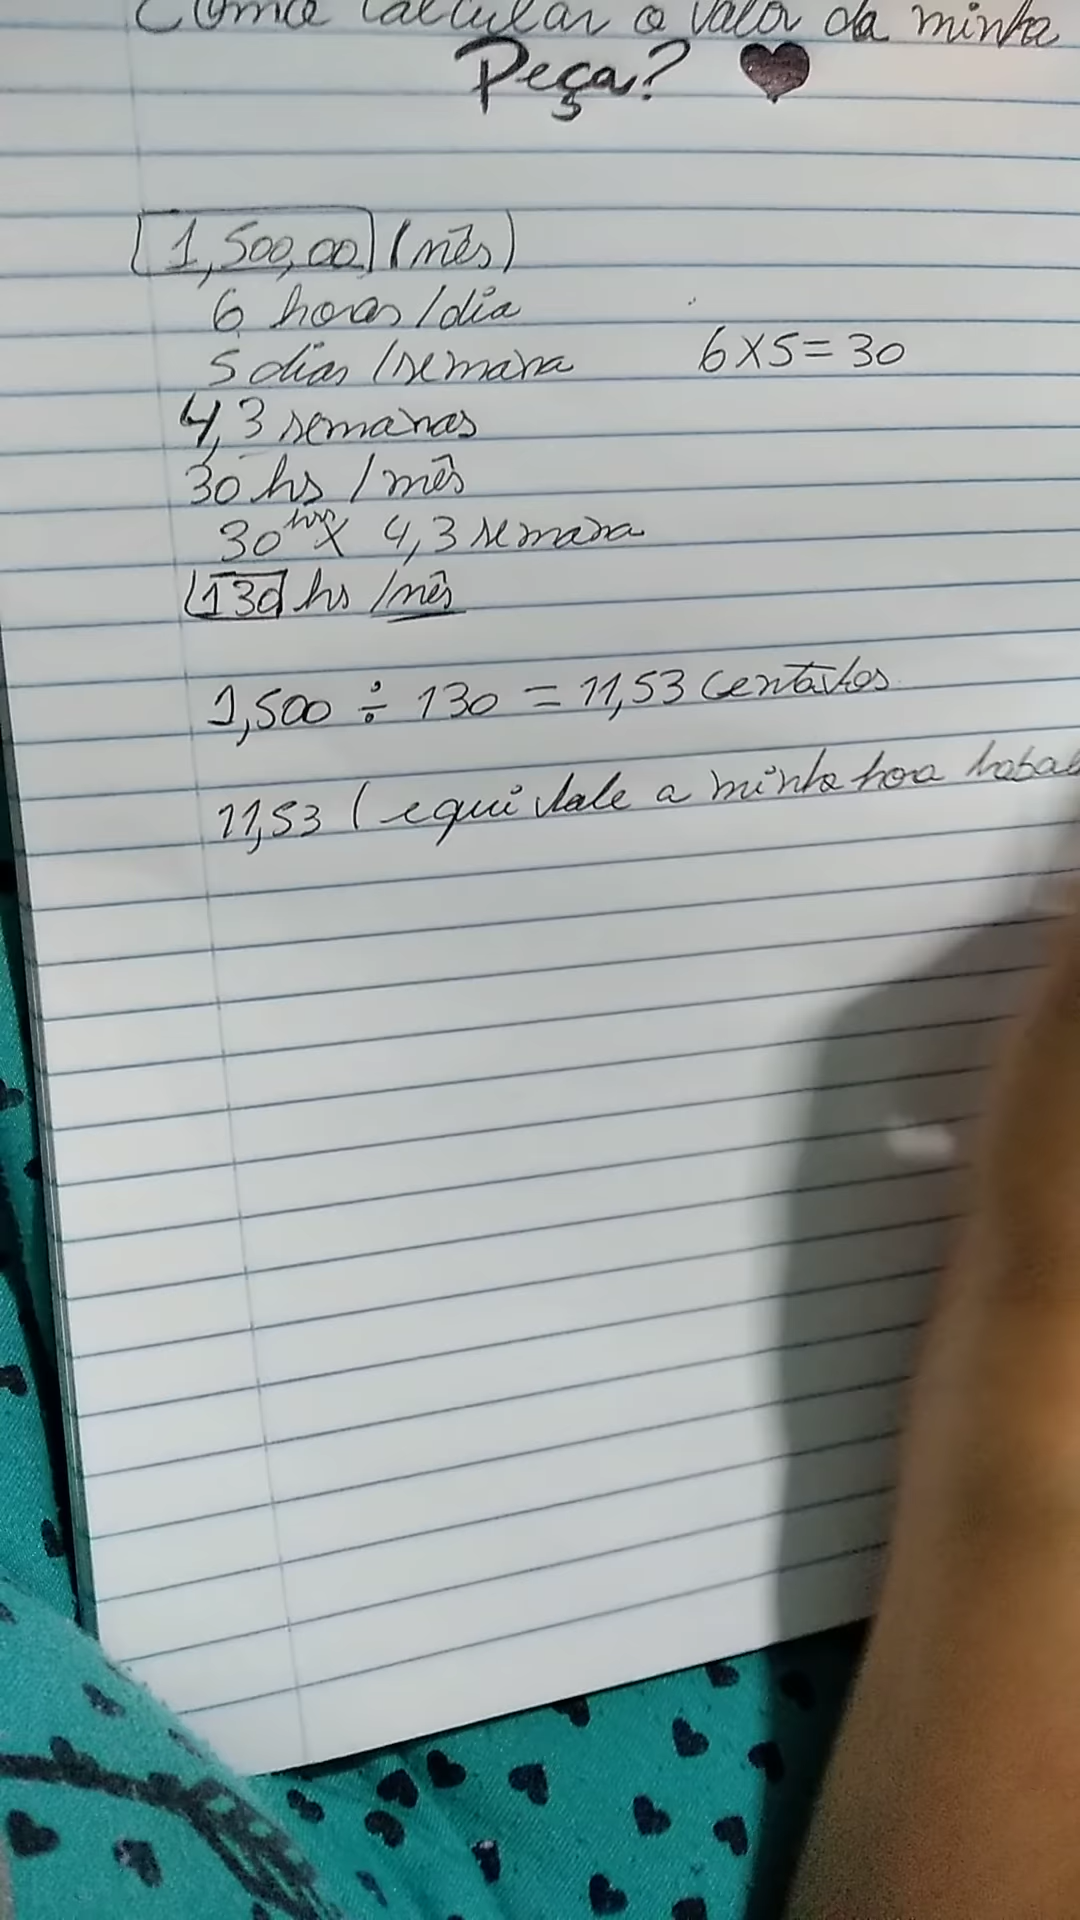 Como calcular o valor da minha
Peça?
1,500,00 (mês)
6 horas/dia
5 dias/semana 6x5=30
4,3 semanas
30 hs/mês
30 hrs x 4,3 semana
130 hs/mês
1,500 ÷ 130 = 11,53 centavos
11,53 (equivale a minha hora trabal